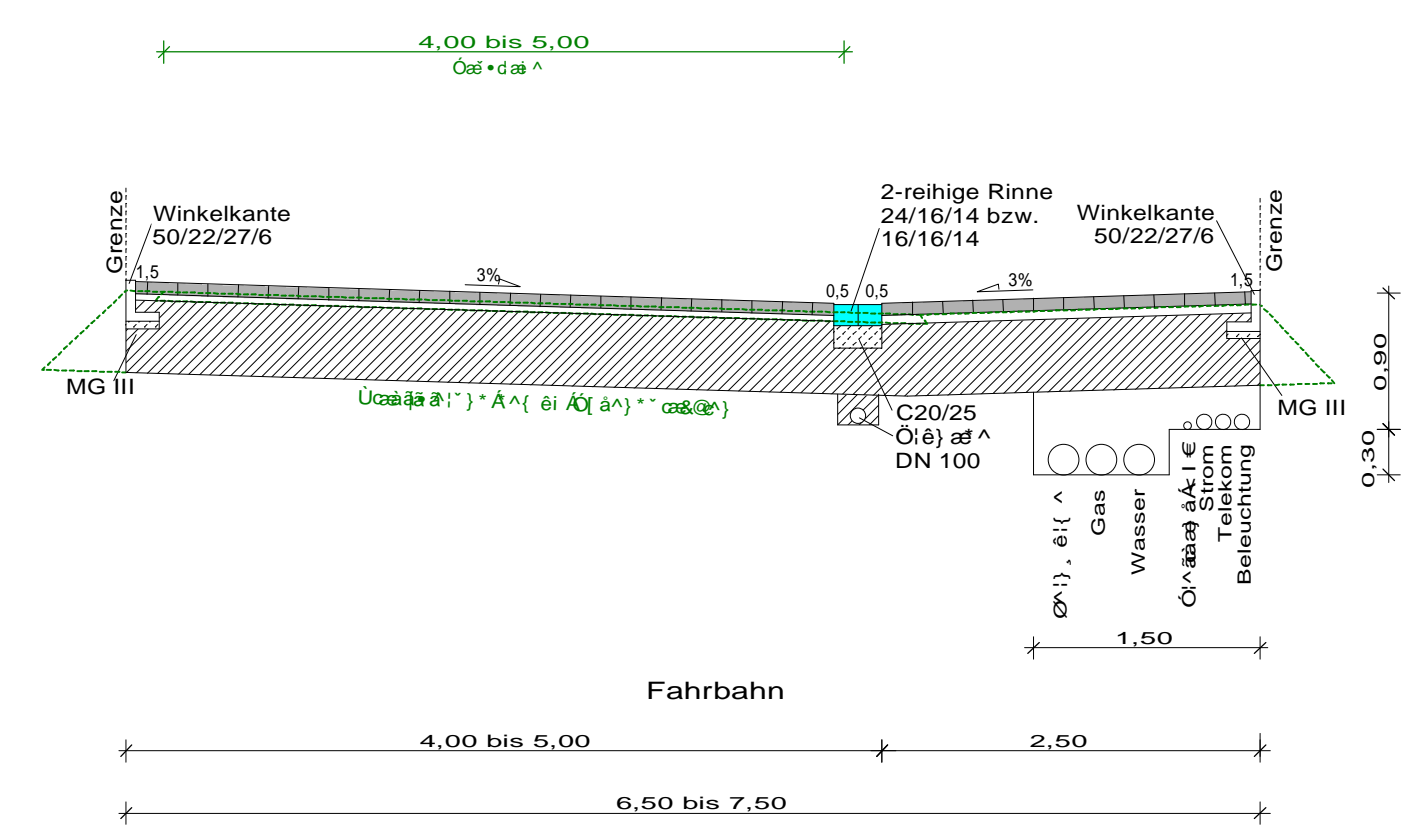 4,00 bis 5,00
Grenze
Winkelkante
50/22/27/6
2-reihige Rinne
24/16/14 bzw.
16/16/14
Winkelkante
50/22/27/6
Grenze
1,5
3%
0,5 0,5
3%
1,5
MG III
C20/25
DN 100
MG III
0,90
0,30
Gas
Wasser
Strom
Telekom
Beleuchtung
1,50
Fahrbahn
4,00 bis 5,00
2,50
6,50 bis 7,50